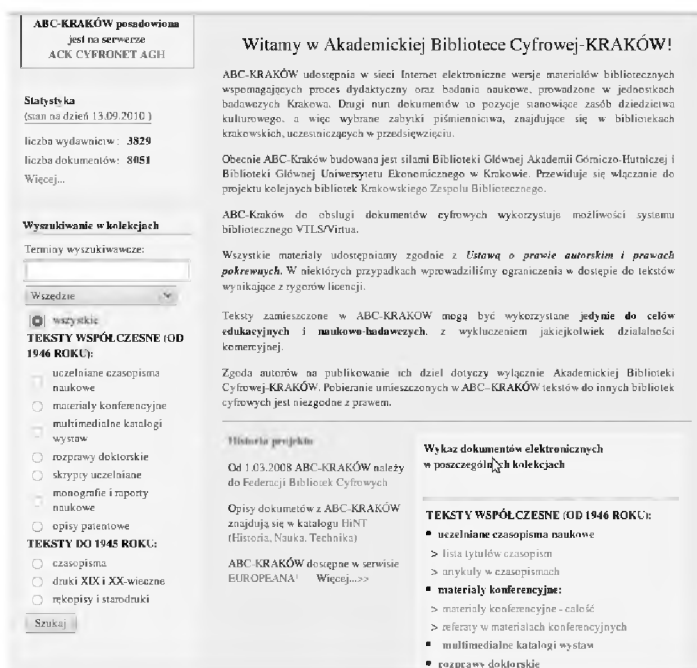 ABC-KRAKÓW posadowiona
jest na serwerze
ACK CYFRONET AGH
Statystyka
(stan na dzień 13.09.2010 )
liczba wydawnictw: 3829
liczba dokumentów: 8051
Więcej...
Wyszukiwanie w kolekcjach
Terminy wyszukiwawcze:
Wszędzie
wszystkie
TEKSTY WSPÓŁCZESNE (OD
1946 ROKU):
uczelniane czasopisma
naukowe
materiały konferencyjne
multimedialne katalogi
wystaw
rozprawy doktorskie
skrypty uczelniane
monografie i raporty
naukowe
opisy patentowe
TEKSTY DO 1945 ROKU:
czasopisma
druki XIX i XX-wieczne
rękopisy i starodruki
Szukaj
Witamy w Akademickiej Bibliotece Cyfrowej-KRAKÓW!
ABC-KRAKÓW udostępnia w sieci Internet elektroniczne wersje materiałów bibliotecznych
wspomagających proces dydaktyczny oraz badania naukowe, prowadzone w jednostkach
badawczych Krakowa. Drugi nurt dokumentów to pozycje stanowiące zasób dziedzictwa
kulturowego, a więc wybrane zabytki piśmiennictwa, znajdujące się w bibliotekach
krakowskich, uczestniczących w przedsięwzięciu.
Obecnie ABC-Kraków budowana jest siłami Biblioteki Głównej Akademii Górniczo-Hutniczej i
Biblioteki Głównej Uniwersytetu Ekonomicznego w Krakowie. Przewiduje się włączanie do
projektu kolejnych bibliotek Krakowskiego Zespołu Bibliotecznego.
ABC-Kraków do obsługi dokumentów cyfrowych wykorzystuje możliwości systemu
bibliotecznego VTLS/Virtua.
Wszystkie materiały udostępniamy zgodnie z Ustawą o prawie autorskim i prawach
pokrewnych. W niektórych przypadkach wprowadziliśmy ograniczenia w dostępie do tekstów
wynikające z rygorów licencji.
Teksty zamieszczone w ABC-KRAKÓW mogą być wykorzystane jedynie do celów
edukacyjnych i naukowo-badawczych, z wykluczeniem jakiejkolwiek działalności
komercyjnej.
Zgoda autorów na publikowanie ich dzieł dotyczy wyłącznie Akademickiej Biblioteki
Cyfrowej-KRAKÓW. Pobieranie umieszczonych w ABC-KRAKÓW tekstów do innych bibliotek
cyfrowych jest niezgodne z prawem.
Historia projektu
Od 1.03.2008 ABC-KRAKÓW należy
do Federacji Bibliotek Cyfrowych
Opisy dokumetów z ABC-KRAKÓW
znajdują się w katalogu HiNT
(Historia, Nauka, Technika)
ABC-KRAKÓW dostępne w serwisie
EUROPEANA! Więcej...>>
Wykaz dokumentów elektronicznych
w poszczególnych kolekcjach
TEKSTY WSPÓŁCZESNE (OD 1946 ROKU):
▪ uczelniane czasopisma naukowe
> lista tytułów czasopism
> artykuły w czasopismach
▪ materiały konferencyjne:
> materiały konferencyjne - całość
> referaty w materiałach konferencyjnych
▪ multimedialne katalogi wystaw
▪ rozprawy doktorskie